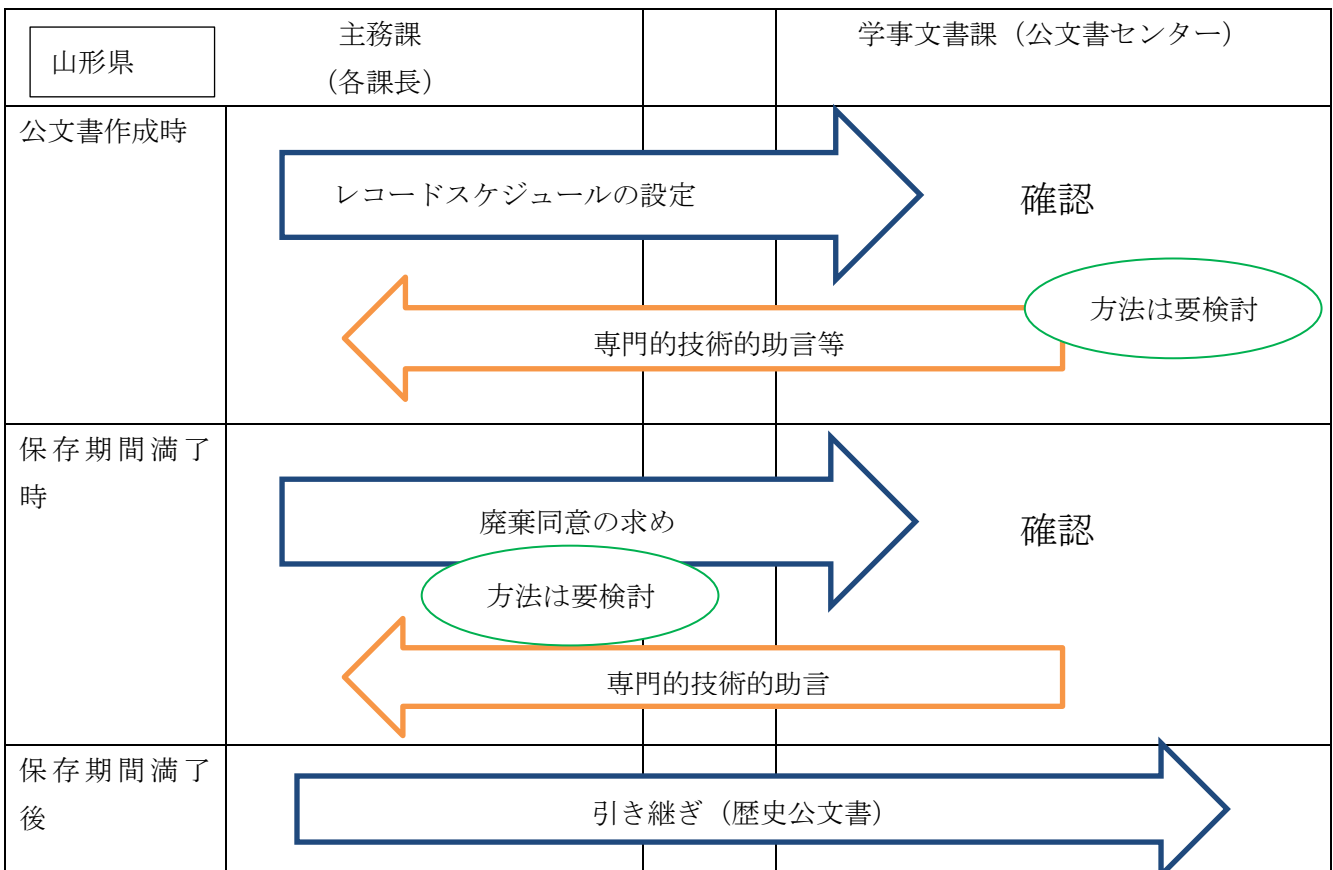 山形県
主務課
(各課長)
学事文書課（公文書センター）
公文書作成時
レコードスケジュールの設定
確認
方法は要検討
専門的技術的助言等
保存期間満了
時
廃棄同意の求め
確認
方法は要検討
専門的技術的助言
保存期間満了
後
引き継ぎ（歴史公文書）